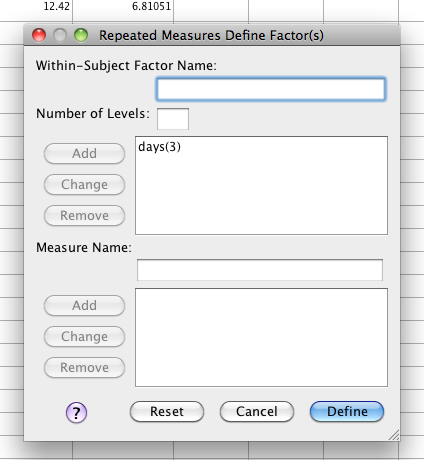 12.42 6.81051
Repeated Measures Define Factor(s)
Within-Subject Factor Name:
Number of Levels:
days(3)
Add
Change
Remove
Measure Name:
Add
Change
Remove
? Reset Cancel Define